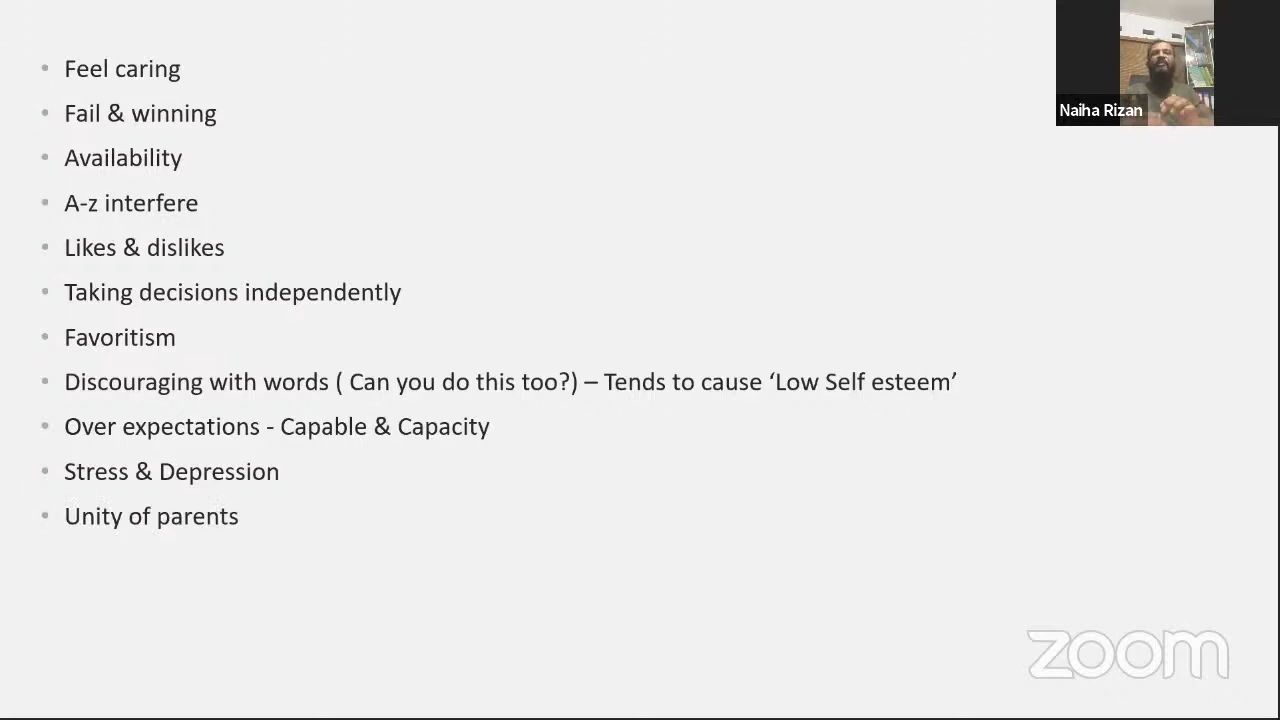 Feel caring
Fail & winning
Availability
A-z interfere
Likes & dislikes
Taking decisions independently
Favoritism
Discouraging with words ( Can you do this too?) – Tends to cause ‘Low Self esteem’
Over expectations - Capable & Capacity
Stress & Depression
Unity of parents
Naiha Rizan
zoom